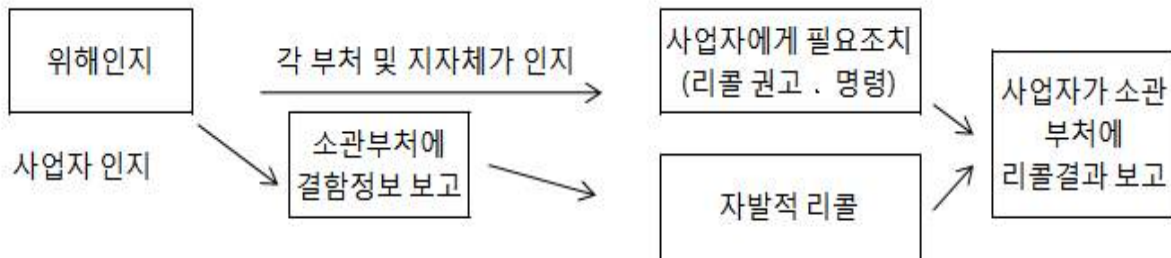 위해인지
각 부처 및 지자체가 인지
사업자에게 필요조치
(리콜 권고 . 명령)
사업자 인지
소관부처에
결함정보 보고
자발적 리콜
사업자가 소관
부처에
리콜결과 보고